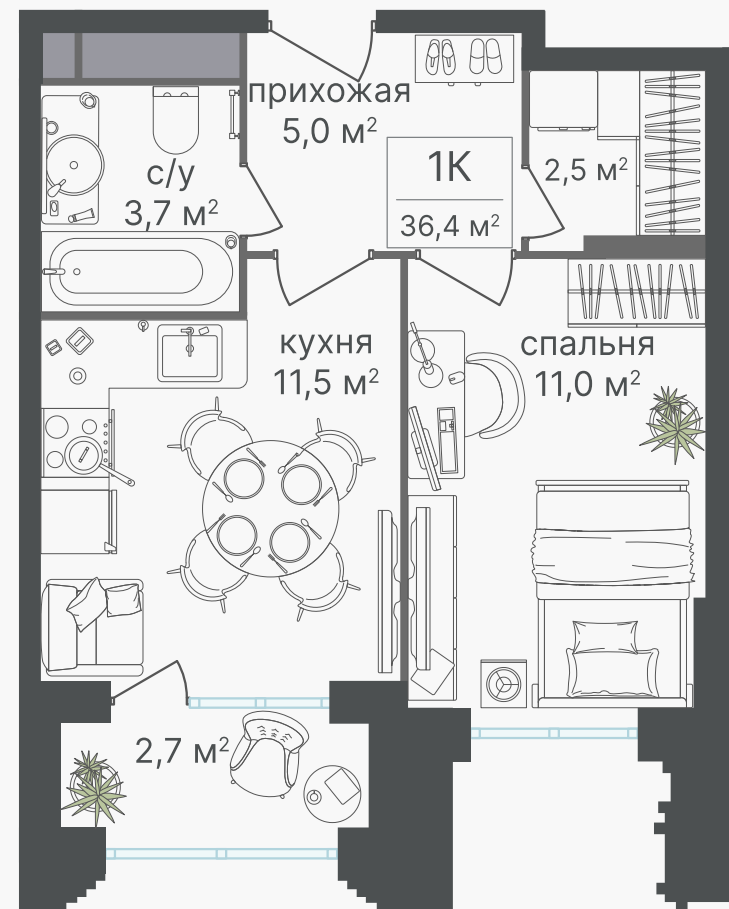 прихожая
5,0 м²
1К
36,4 м²
2,5 м²
с/у
3,7 м²
кухня
11,5 м²
спальня
11,0 м²
2,7 м²